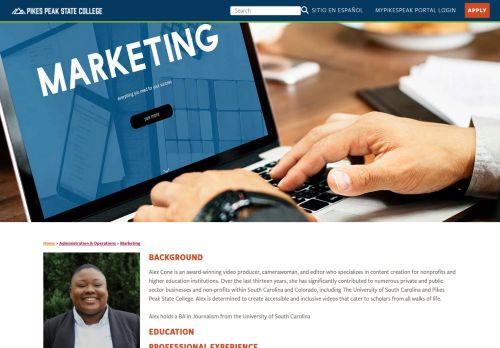 PIKES PEAK STATE COLLEGE
Search
SITIO EN ESPAÑOL
MYPIKESPEAK PORTAL LOGIN
APPLY
MARKETING
everything you need for your success
see more
Home > Administration & Operations > Marketing
BACKGROUND
Alex Cone is an award-winning video producer, camerawoman, and editor who specializes in content creation for nonprofits and
higher education institutions. Over the last thirteen years, she has significantly contributed to numerous private and public
sector businesses and non-profits within South Carolina and Colorado, including The University of South Carolina and Pikes
Peak State College. Alex is determined to create accessible and inclusive videos that cater to scholars from all walks of life.
Alex holds a BA in Journalism from the University of South Carolina
EDUCATION
PROFESSIONAL EXPERIENCE